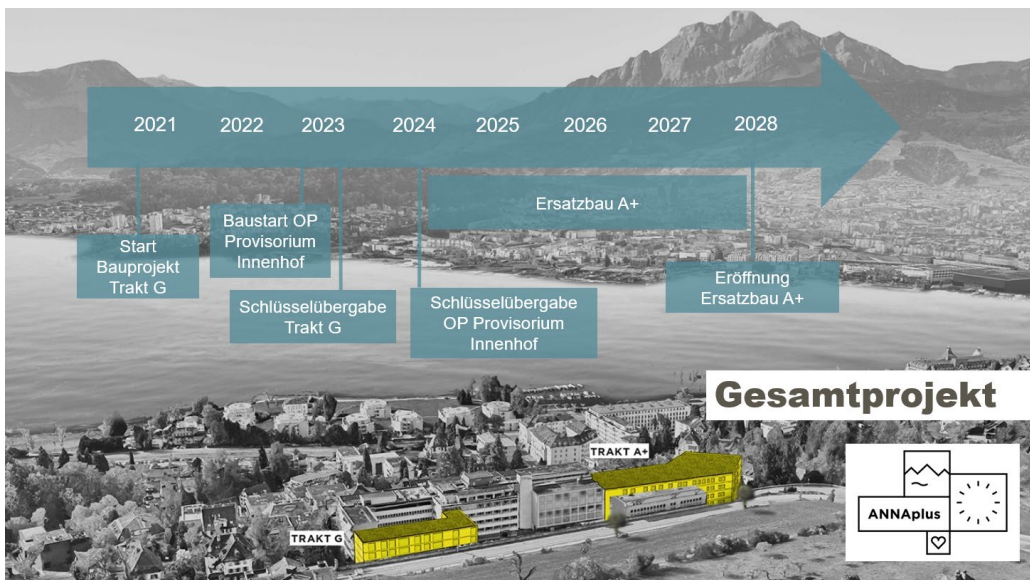 2021 2022 2023 2024 2025 2026 2027 2028
Ersatzbau A+
Start
Bauprojekt
Trakt G
Baustart OP
Provisorium
Innenhof
Schlüsselübergabe
Trakt G
Schlüsselübergabe
OP Provisorium
Innenhof
Eröffnung
Ersatzbau A+
Gesamtprojekt
TRAKT A+
TRAKT G
ANNAplus